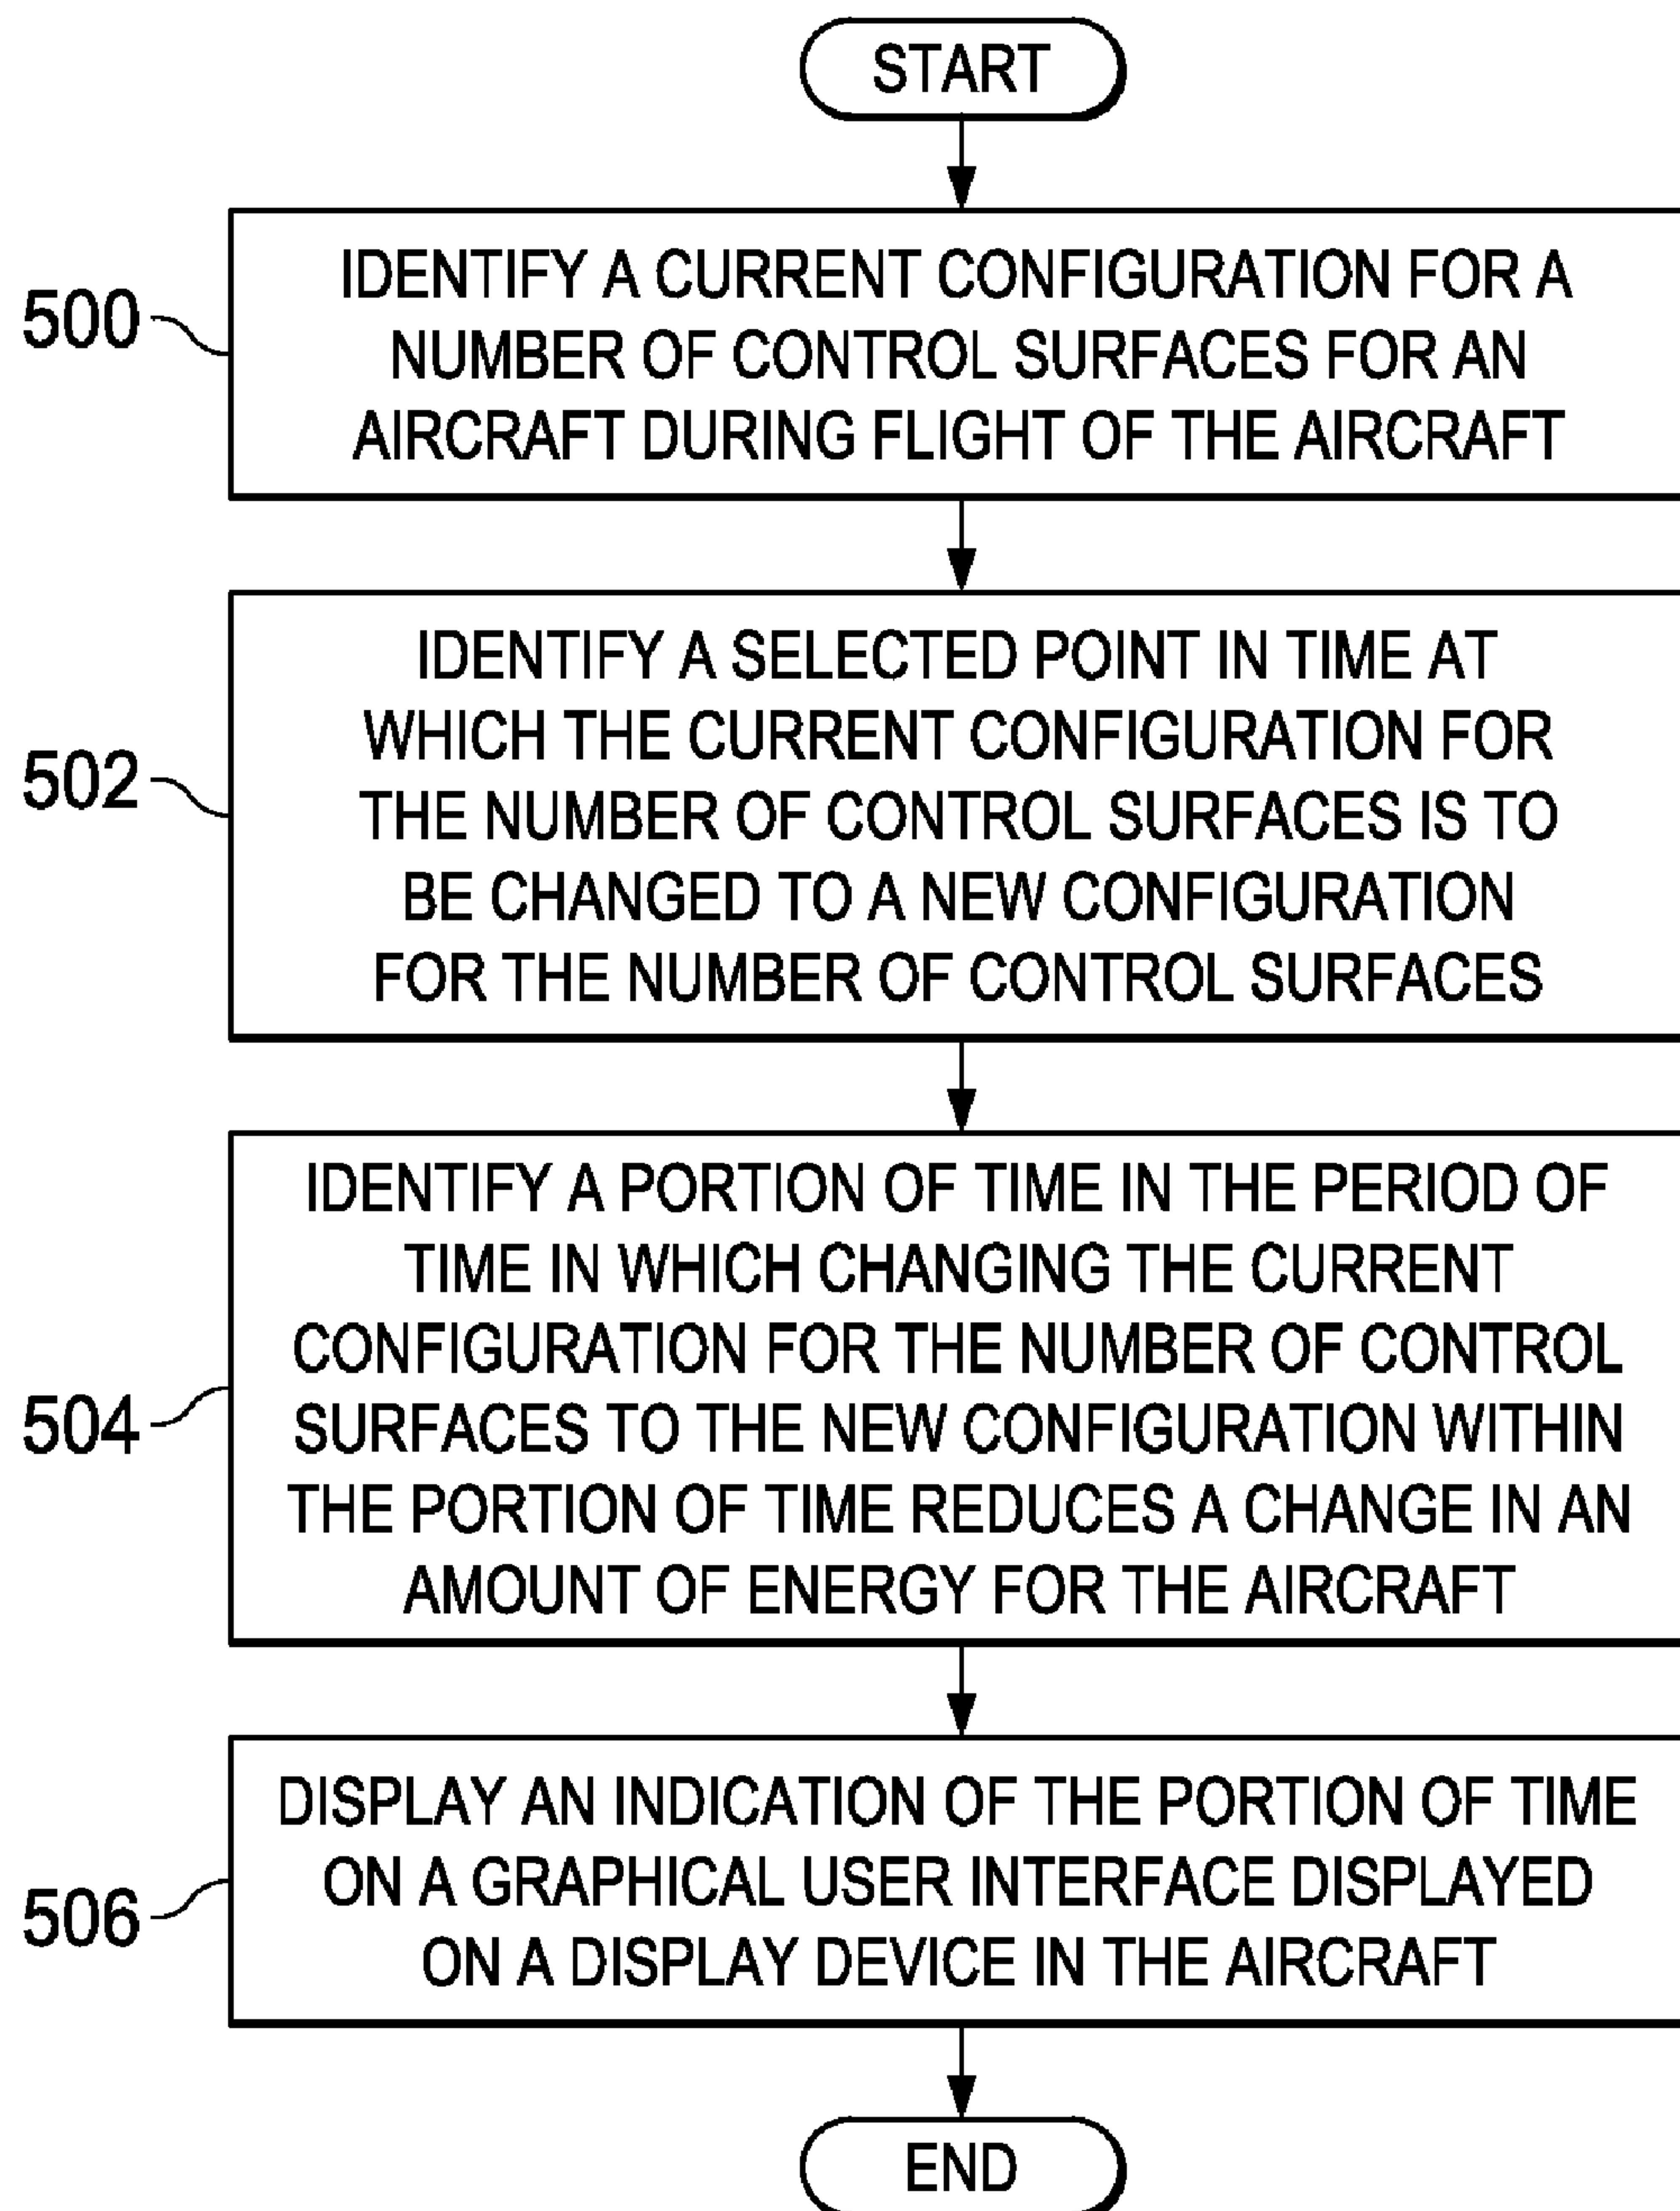 START
500
IDENTIFY A CURRENT CONFIGURATION FOR A
NUMBER OF CONTROL SURFACES FOR AN
AIRCRAFT DURING FLIGHT OF THE AIRCRAFT
502
IDENTIFY A SELECTED POINT IN TIME AT
WHICH THE CURRENT CONFIGURATION FOR
THE NUMBER OF CONTROL SURFACES IS TO
BE CHANGED TO A NEW CONFIGURATION
FOR THE NUMBER OF CONTROL SURFACES
504
IDENTIFY A PORTION OF TIME IN THE PERIOD OF
TIME IN WHICH CHANGING THE CURRENT
CONFIGURATION FOR THE NUMBER OF CONTROL
SURFACES TO THE NEW CONFIGURATION WITHIN
THE PORTION OF TIME REDUCES A CHANGE IN AN
AMOUNT OF ENERGY FOR THE AIRCRAFT
506
DISPLAY AN INDICATION OF THE PORTION OF TIME
ON A GRAPHICAL USER INTERFACE DISPLAYED
ON A DISPLAY DEVICE IN THE AIRCRAFT
END